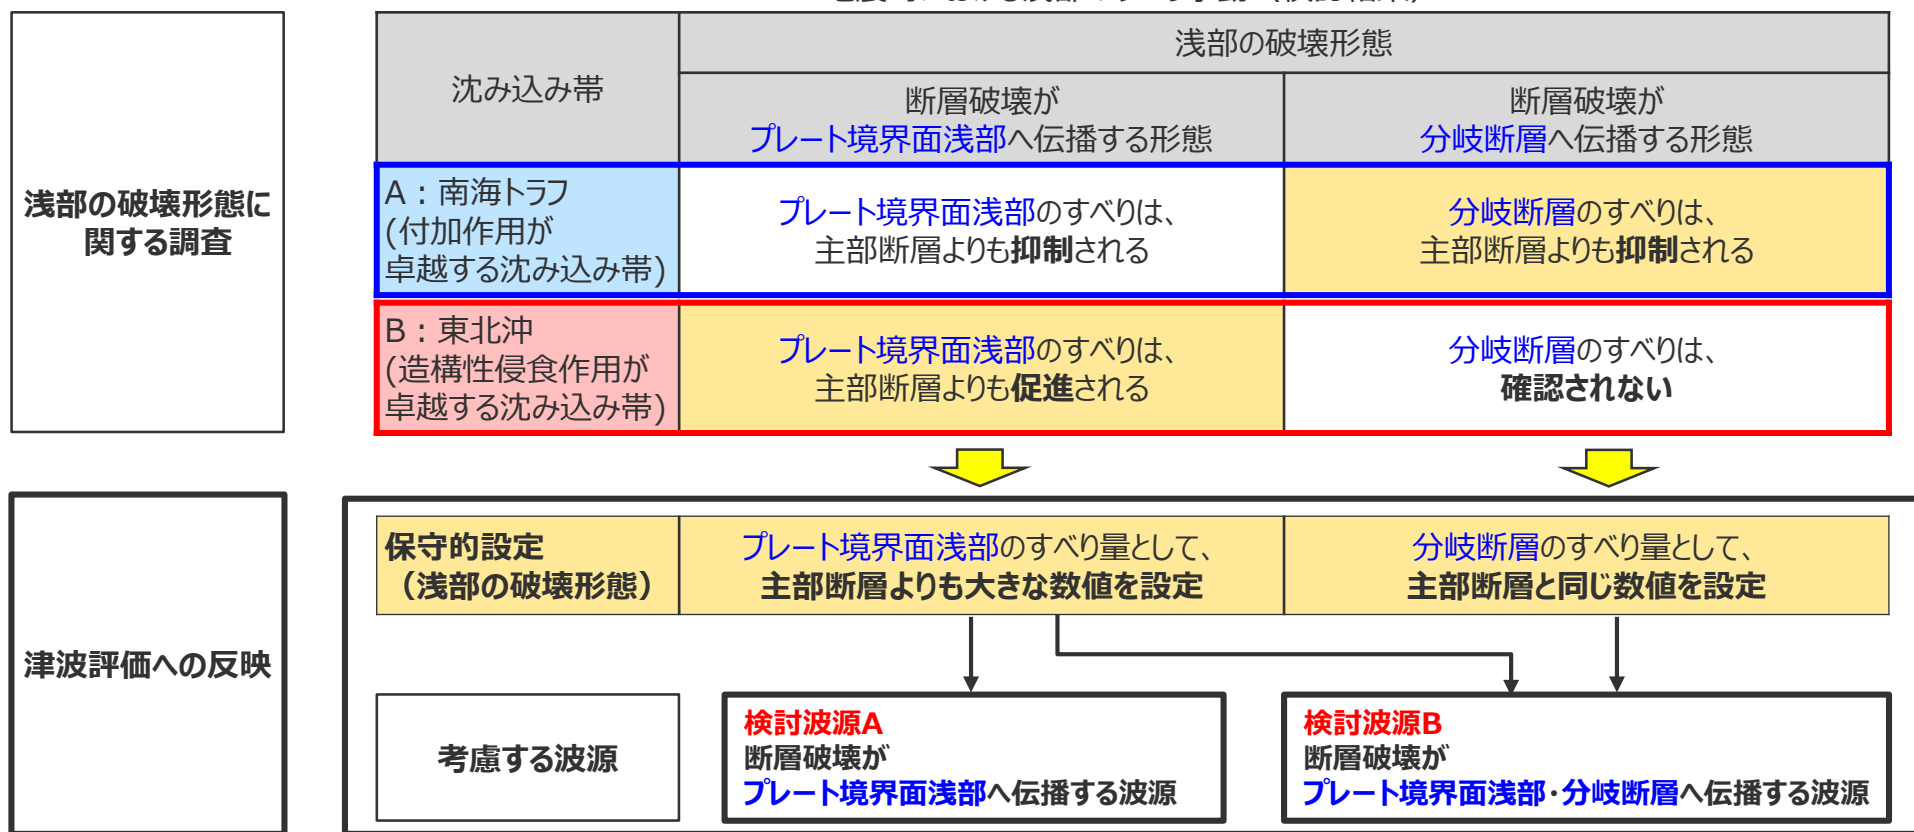 浅部の破壊形態に
関する調査
沈み込み帯
浅部の破壊形態
断層破壊が
プレート境界面浅部へ伝播する形態
断層破壊が
分岐断層へ伝播する形態
A：南海トラフ
(付加作用が
卓越する沈み込み帯)
プレート境界面浅部のすべりは、
主部断層よりも抑制される
分岐断層のすべりは、
主部断層よりも抑制される
B：東北沖
(造構性侵食作用が
卓越する沈み込み帯)
プレート境界面浅部のすべりは、
主部断層よりも促進される
分岐断層のすべりは、
確認されない
津波評価への反映
保守的設定
（浅部の破壊形態）
プレート境界面浅部のすべり量として、
主部断層よりも大きな数値を設定
分岐断層のすべり量として、
主部断層と同じ数値を設定
考慮する波源
検討波源A
断層破壊が
プレート境界面浅部へ伝播する波源
検討波源B
断層破壊が
プレート境界面浅部・分岐断層へ伝播する波源